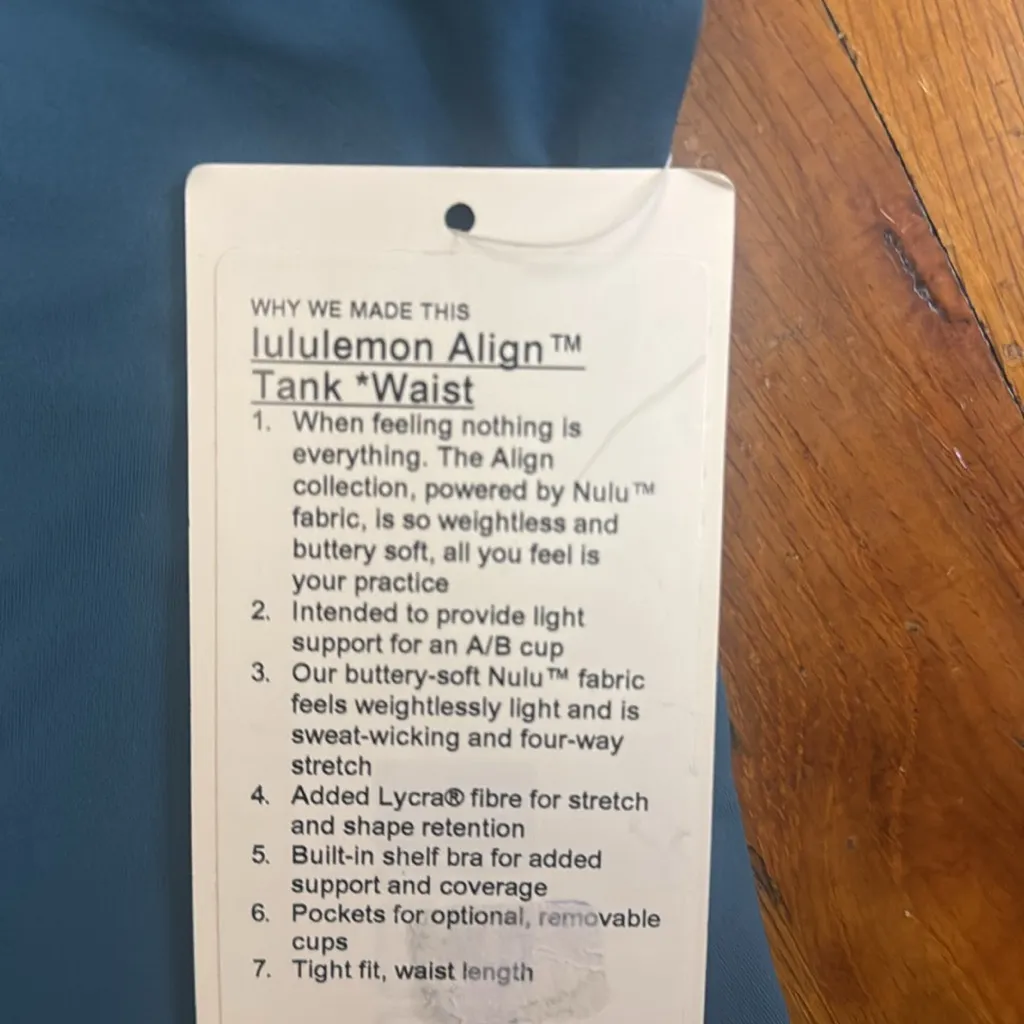 WHY WE MADE THIS
lululemon Align™
Tank *Waist
1. When feeling nothing is
everything. The Align
collection, powered by Nulu™
fabric, is so weightless and
buttery soft, all you feel is
your practice
2. Intended to provide light
support for an A/B cup
3. Our buttery-soft Nulu™ fabric
feels weightlessly light and is
sweat-wicking and four-way
stretch
4. Added Lycra® fibre for stretch
and shape retention
5. Built-in shelf bra for added
support and coverage
6. Pockets for optional, removable
cups
7. Tight fit, waist length